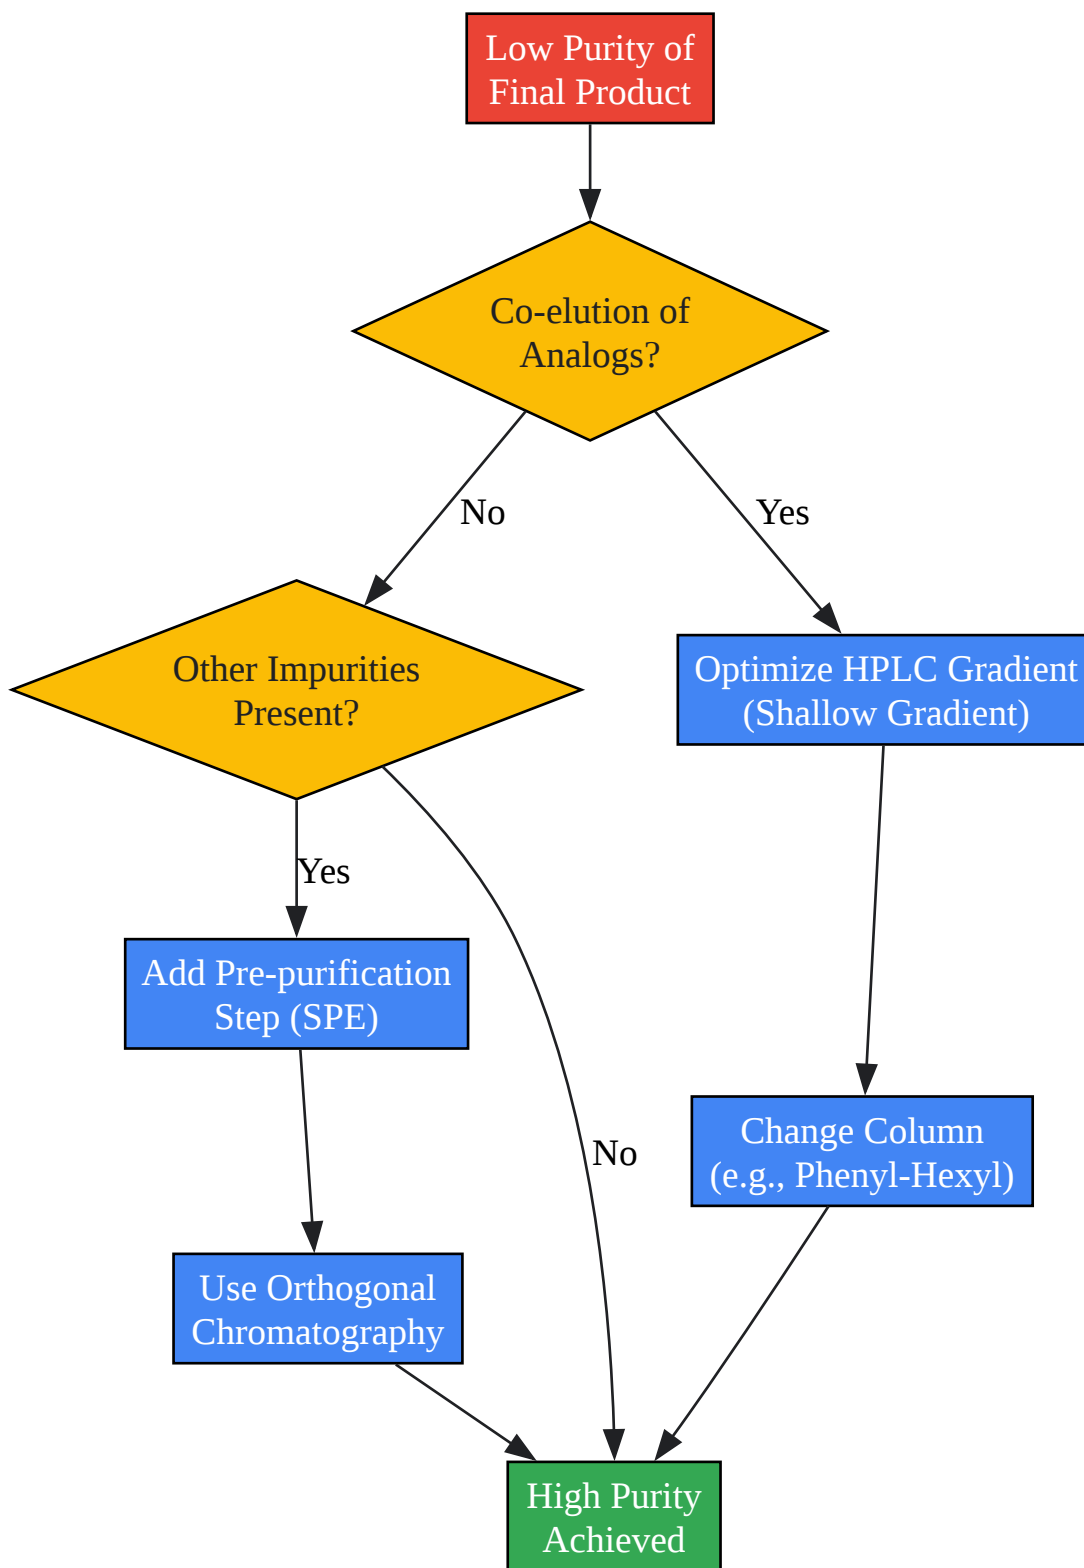 Low Purity of
Final Product
Co-elution of
Analogs?
No
Yes
Other Impurities
Present?
Optimize HPLC Gradient
(Shallow Gradient)
Yes
Add Pre-purification
Step (SPE)
No
Change Column
(e.g., Phenyl-Hexyl)
Use Orthogonal
Chromatography
High Purity
Achieved